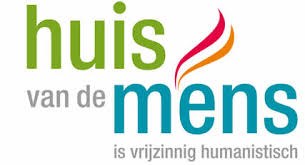 huis
van de mens
is vrijzinnig humanistisch